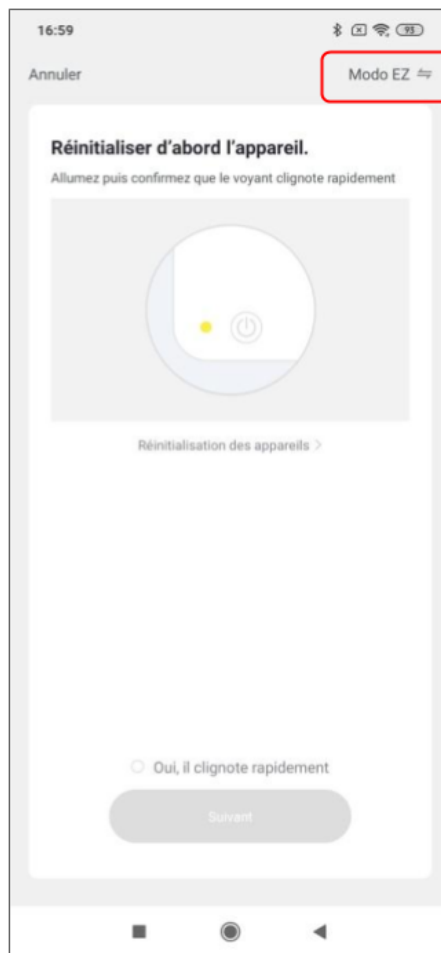 16:59
93
Annuler
Modo EZ
Réinitialiser d'abord l'appareil.
Allumez puis confirmez que le voyant clignote rapidement
Réinitialisation des appareils >
Oui, il clignote rapidement
Suivant